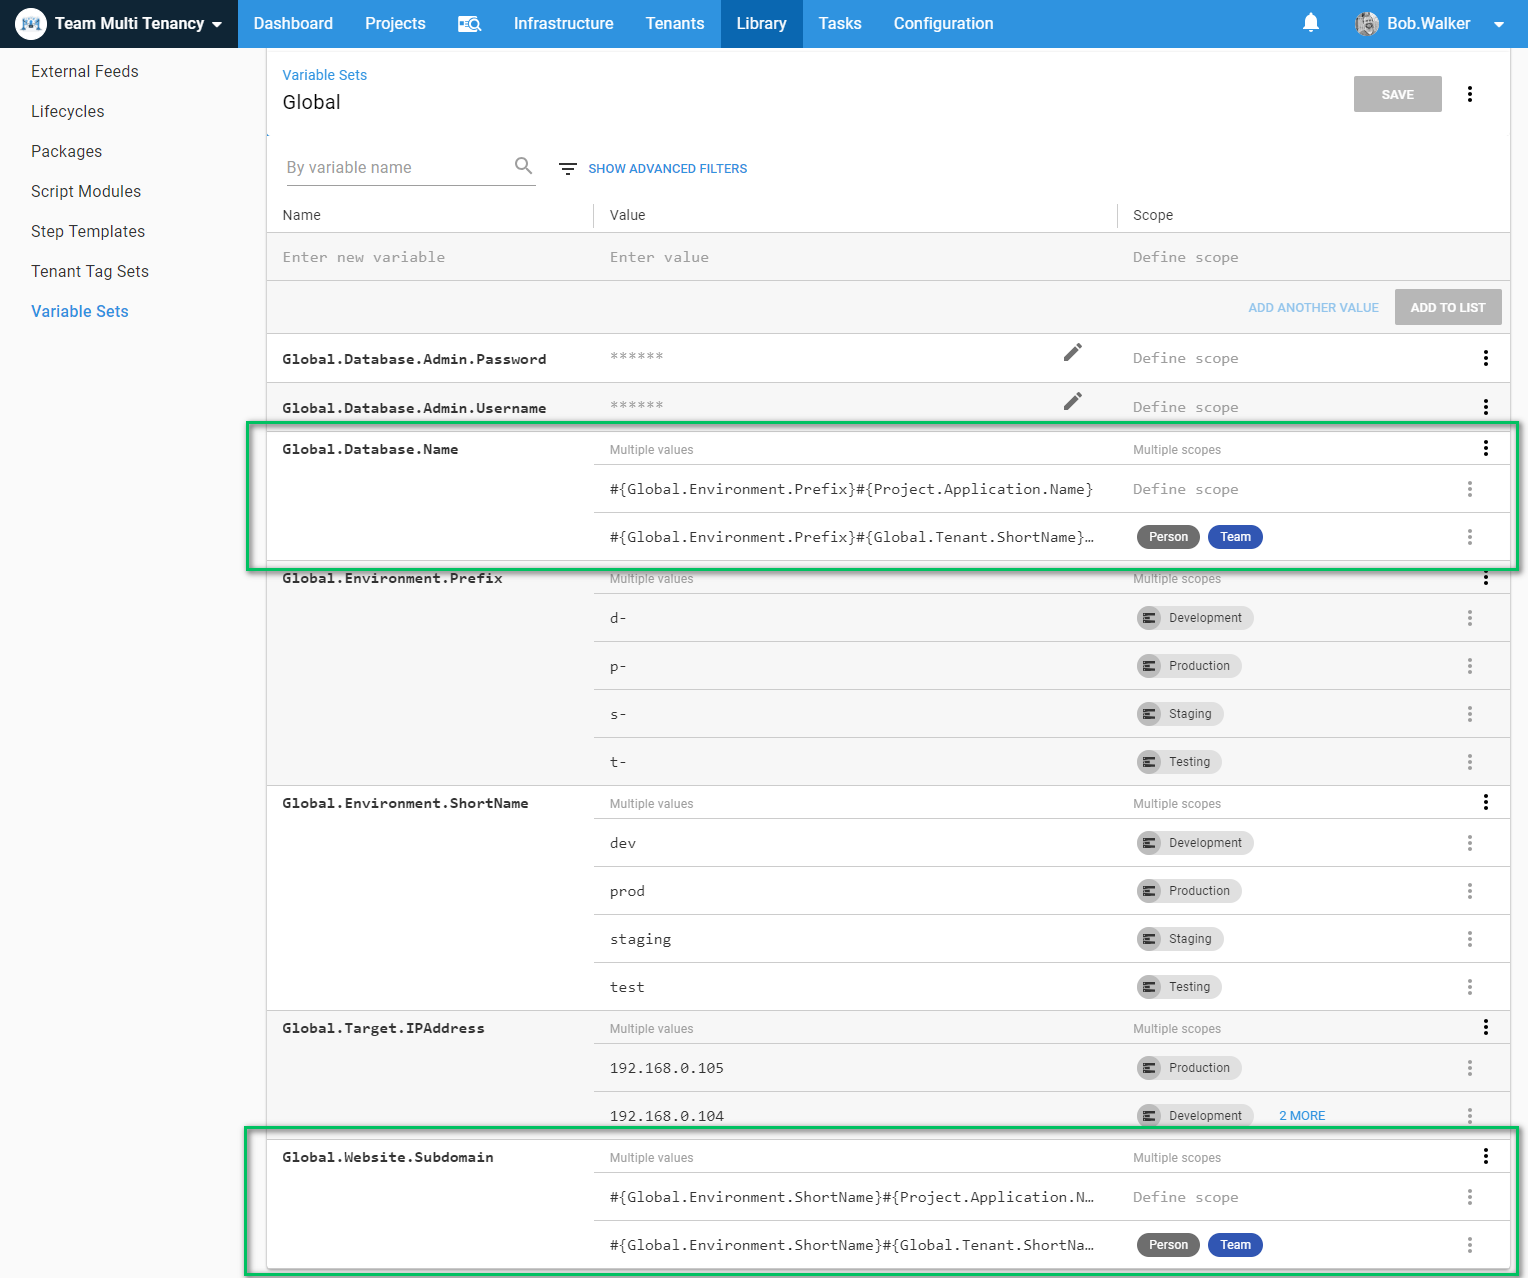 Team Multi Tenancy Dashboard Projects Infrastructure Tenants Library Tasks Configuration Bob.Walker
External Feeds
Lifecycles
Packages
Script Modules
Step Templates
Tenant Tag Sets
Variable Sets
Variable Sets
Global
SAVE
By variable name SHOW ADVANCED FILTERS
Name Value Scope
Enter new variable Enter value Define scope
ADD ANOTHER VALUE ADD TO LIST
Global.Database.Admin.Password ****** Define scope
Global.Database.Admin.Username ****** Define scope
Global.Database.Name Multiple values Multiple scopes
#{Global.Environment.Prefix}#{Project.Application.Name} Define scope
#{Global.Environment.Prefix}#{Global.Tenant.ShortName}… Person Team
Global.Environment.Prefix Multiple values Multiple scopes
d- Development
p- Production
s- Staging
t- Testing
Global.Environment.ShortName Multiple values Multiple scopes
dev Development
prod Production
staging Staging
test Testing
Global.Target.IPAddress Multiple values Multiple scopes
192.168.0.105 Production
192.168.0.104 Development 2 MORE
Global.Website.Subdomain Multiple values Multiple scopes
#{Global.Environment.ShortName}#{Project.Application.N… Define scope
#{Global.Environment.ShortName}#{Global.Tenant.ShortNa… Person Team